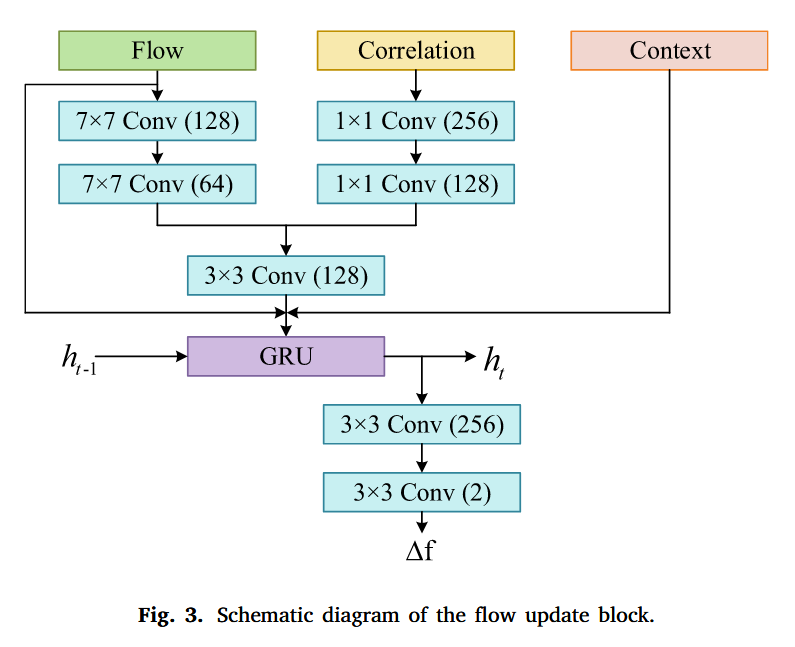 Flow
Correlation
Context
7×7 Conv (128)
1×1 Conv (256)
7×7 Conv (64)
1×1 Conv (128)
3×3 Conv (128)
h_{t-1}
GRU
h_t
3×3 Conv (256)
3×3 Conv (2)
Δf
Fig. 3. Schematic diagram of the flow update block.